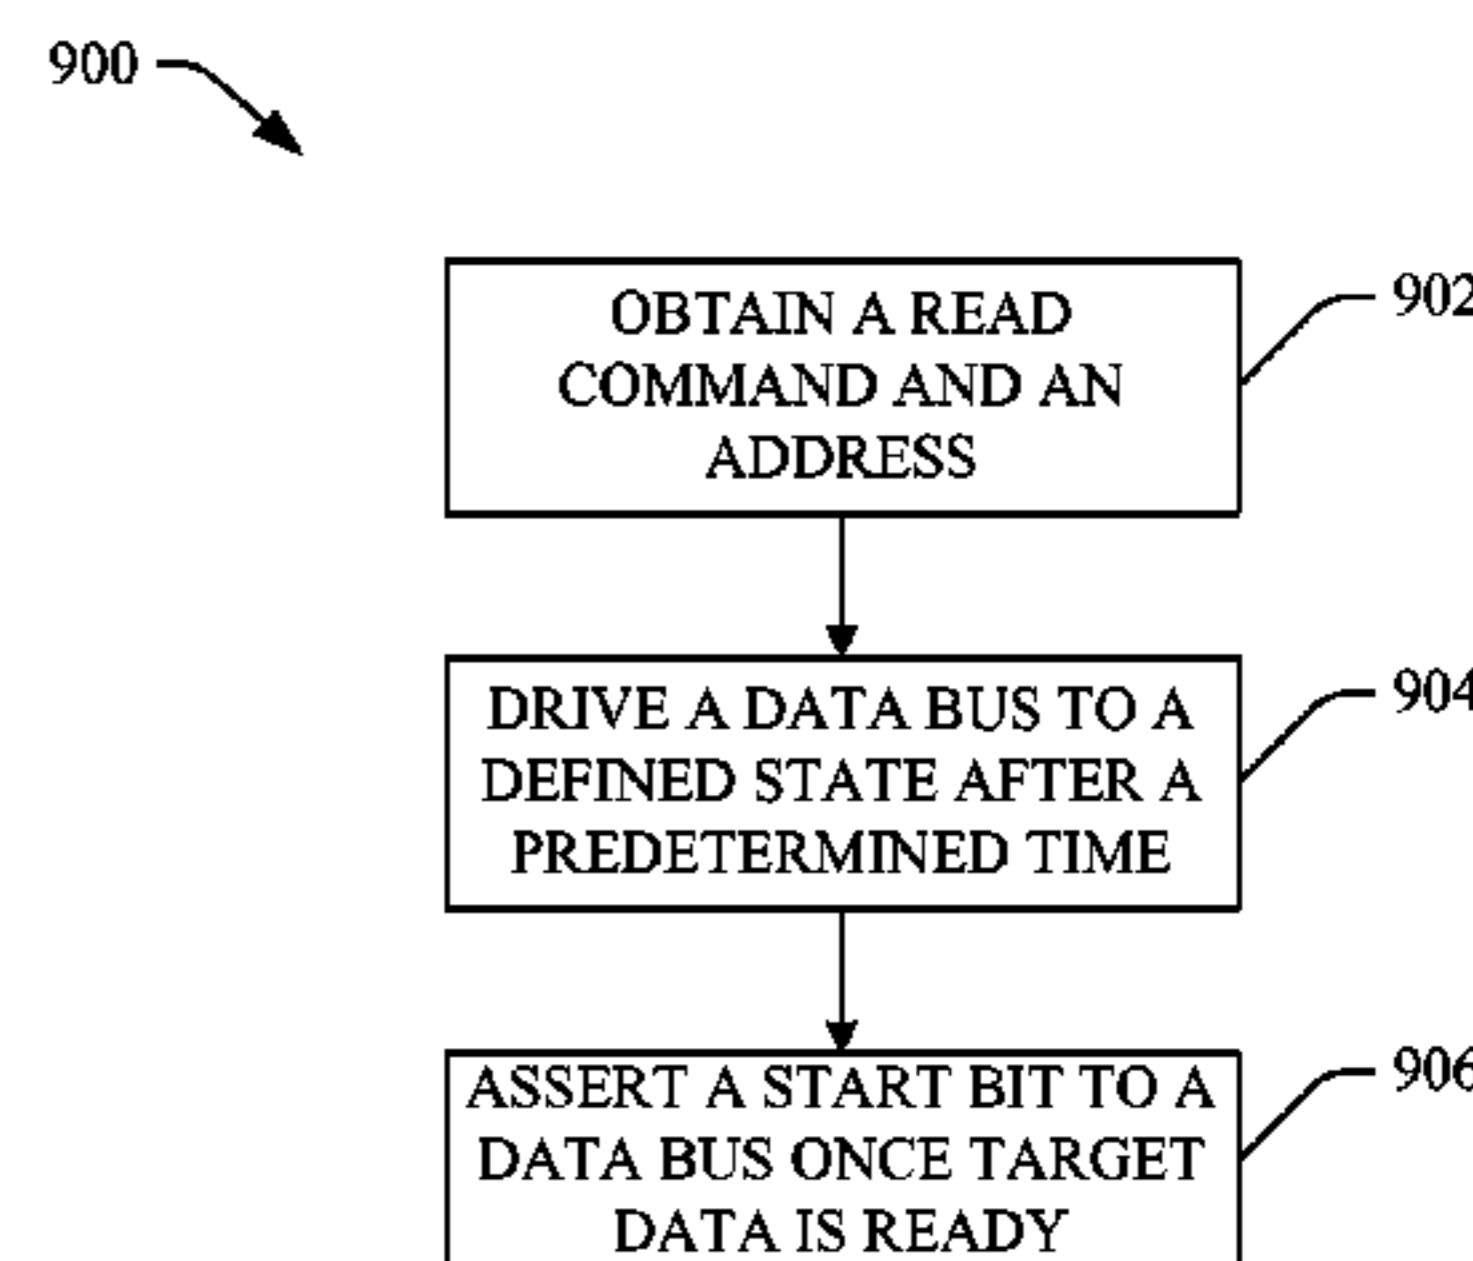 900
OBTAIN A READ
COMMAND AND AN
ADDRESS
902
DRIVE A DATA BUS TO A
DEFINED STATE AFTER A
PREDETERMINED TIME
904
ASSERT A START BIT TO A
DATA BUS ONCE TARGET
DATA IS READY
906